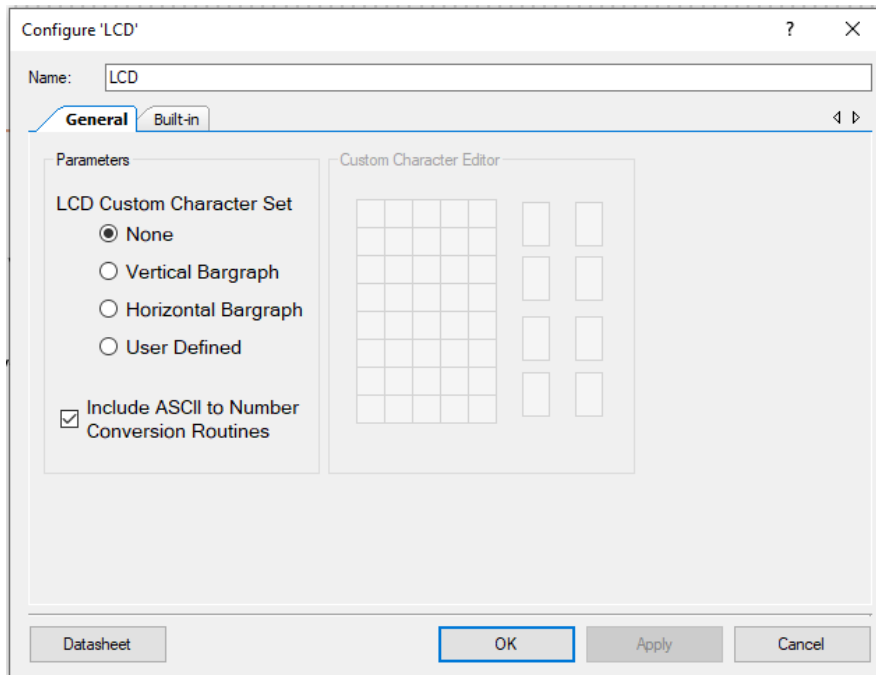 Configure 'LCD'
?
Name:
LCD
General
Built-in
Parameters
Custom Character Editor
LCD Custom Character Set
None
Vertical Bargraph
Horizontal Bargraph
User Defined
Include ASCII to Number
Conversion Routines
Datasheet
OK
Apply
Cancel